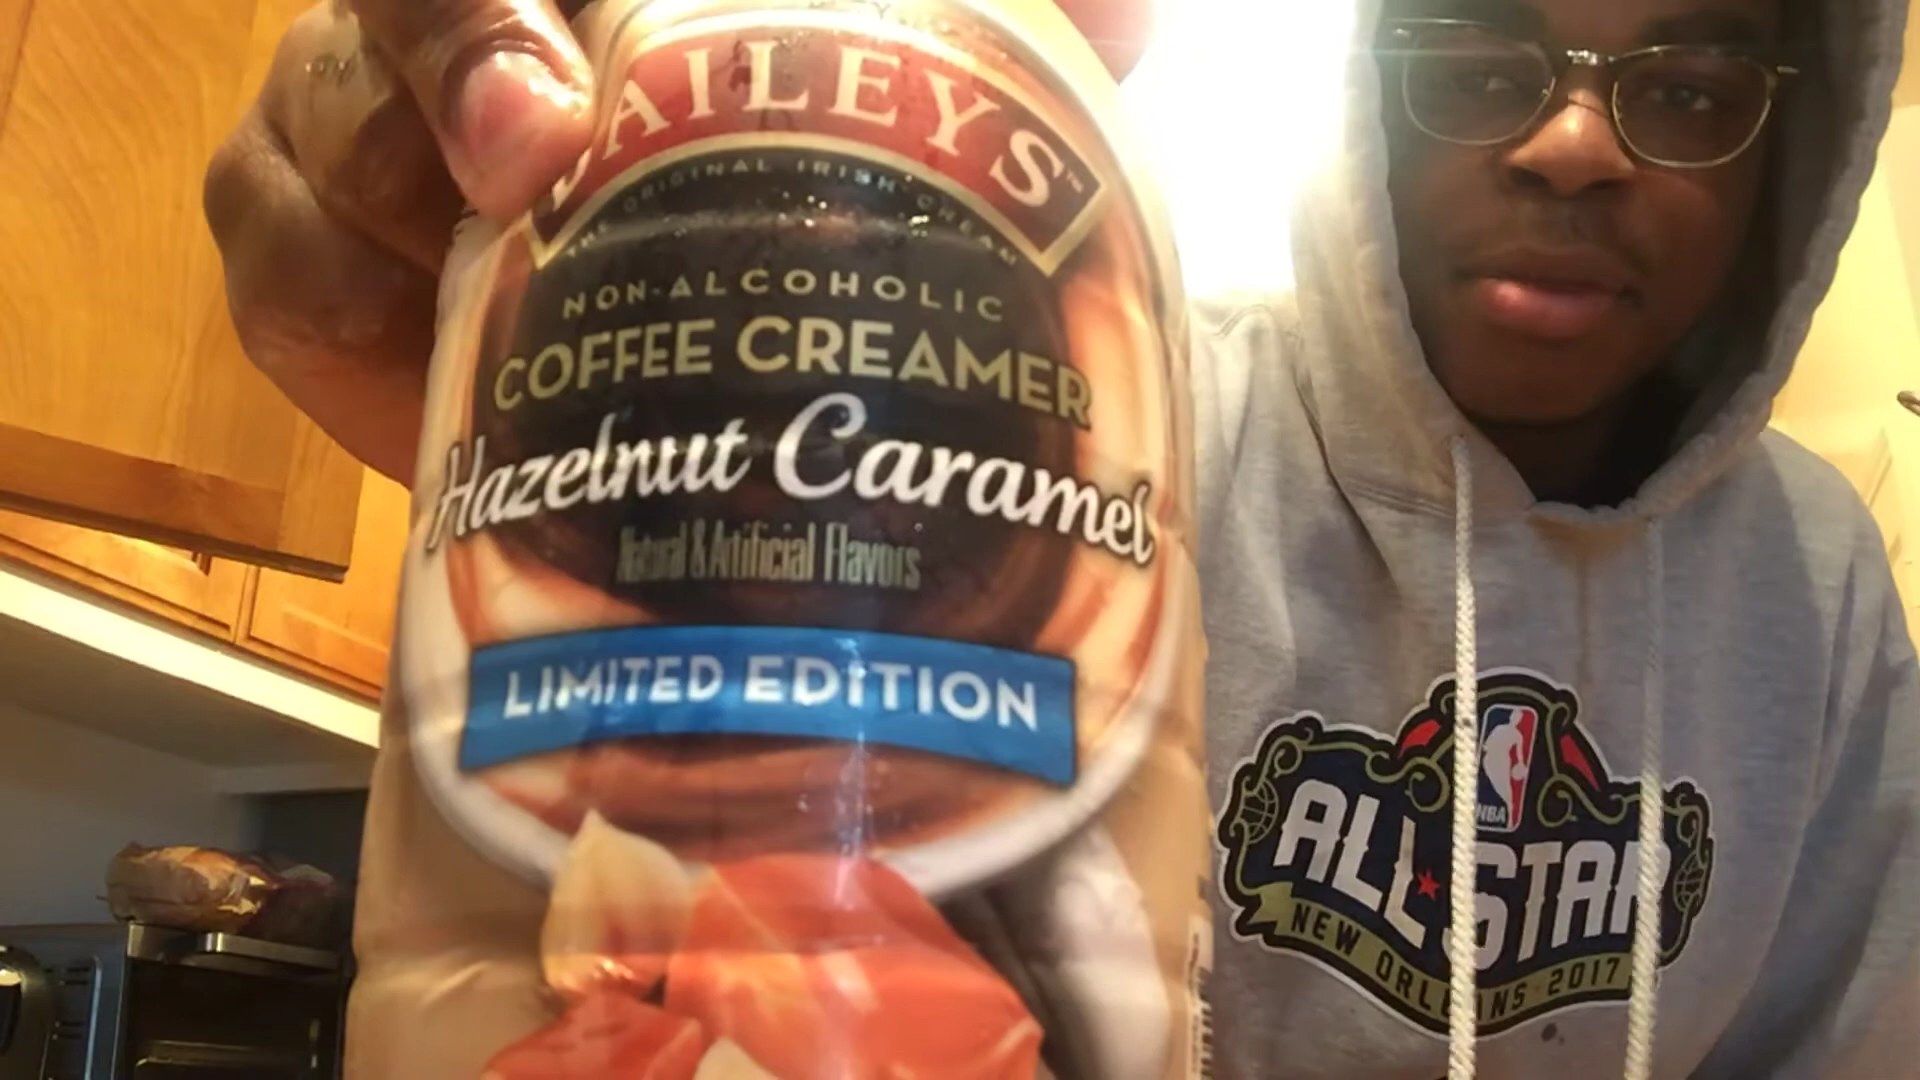 BAILEYS™
THE ORIGINAL IRISH CREAM
NON-ALCOHOLIC
COFFEE CREAMER
Hazelnut Caramel
Natural & Artificial Flavors
LIMITED EDITION
NBA
ALL STAR
NEW ORLEANS 2017